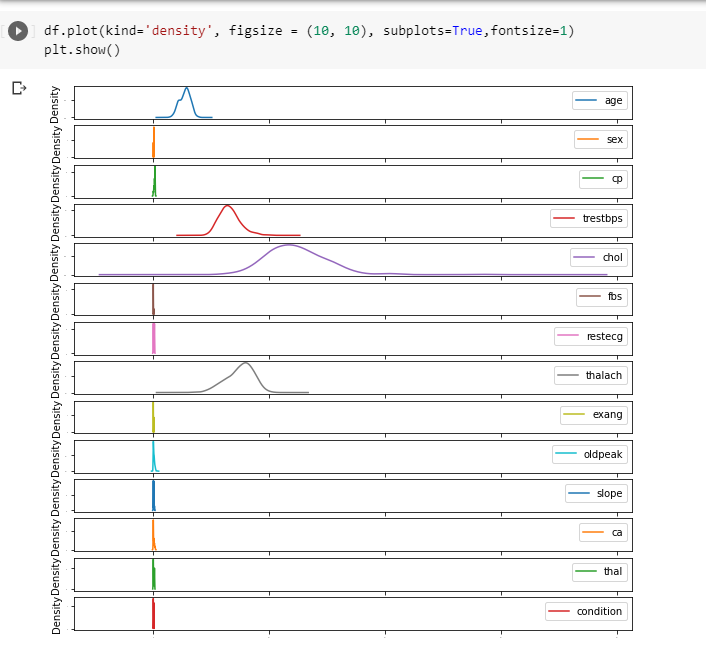 df.plot(kind='density', figsize = (10, 10), subplots=True,fontsize=1)
plt.show()
Density
age
Density
sex
Density
cp
Density
trestbps
Density
chol
Density
fbs
Density
restecg
Density
thalach
Density
exang
Density
oldpeak
Density
slope
Density
ca
Density
thal
Density
condition